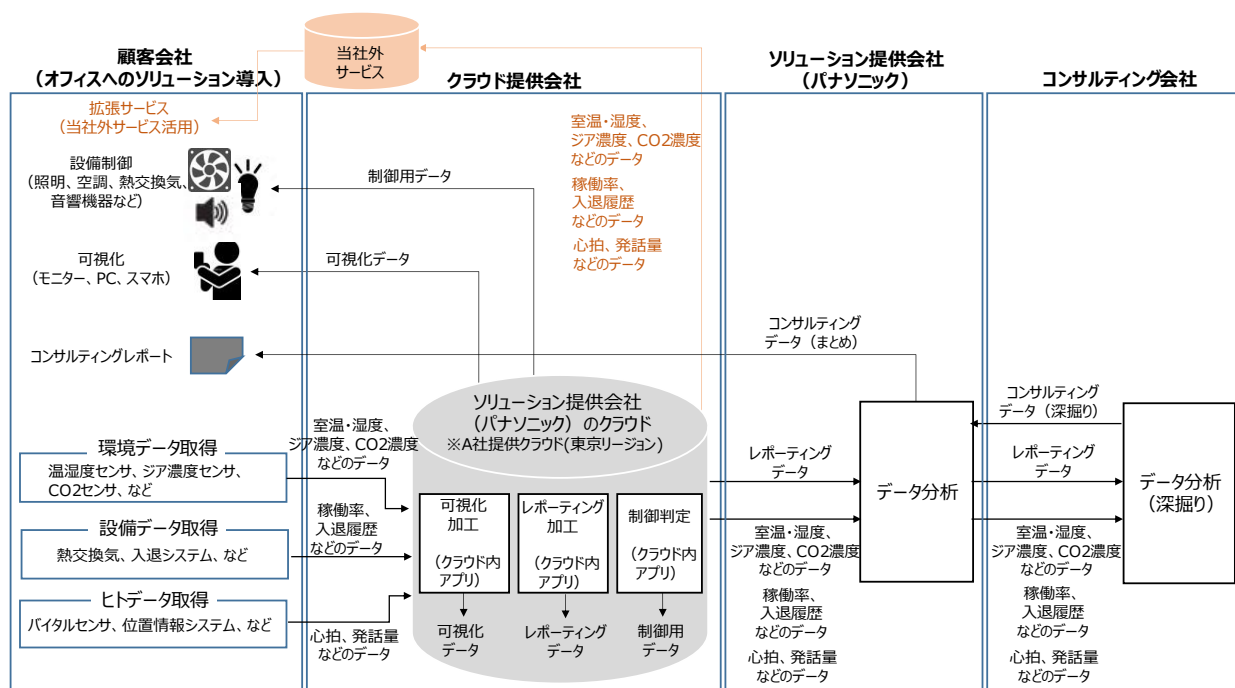 当社外
サービス
顧客会社
（オフィスへのソリューション導入）
クラウド提供会社
ソリューション提供会社
（パナソニック）
コンサルティング会社
拡張サービス
（当社外サービス活用）
設備制御
（照明、空調、熱交換気、
音響機器など）
可視化
（モニター、PC、スマホ）
コンサルティングレポート
環境データ取得
温湿度センサ、ジア濃度センサ、
CO2センサ、など
設備データ取得
熱交換気、入退システム、など
ヒトデータ取得
バイタルセンサ、位置情報システム、など
制御用データ
可視化データ
室温・湿度、
ジア濃度、CO2濃度
などのデータ
稼働率、
入退履歴
などのデータ
心拍、発話量
などのデータ
室温・湿度、
ジア濃度、CO2濃度
などのデータ
稼働率、
入退履歴
などのデータ
心拍、発話量
などのデータ
ソリューション提供会社
（パナソニック）のクラウド
※A社提供クラウド(東京リージョン)
可視化
加工
（クラウド内
アプリ）
レポーティング
加工
（クラウド内
アプリ）
制御判定
（クラウド内
アプリ）
可視化
データ
レポーティング
データ
制御用
データ
コンサルティング
データ（まとめ）
レポーティング
データ
室温・湿度、
ジア濃度、CO2濃度
などのデータ
稼働率、
入退履歴
などのデータ
心拍、発話量
などのデータ
データ分析
コンサルティング
データ（深掘り）
レポーティング
データ
室温・湿度、
ジア濃度、CO2濃度
などのデータ
稼働率、
入退履歴
などのデータ
心拍、発話量
などのデータ
データ分析
（深掘り）